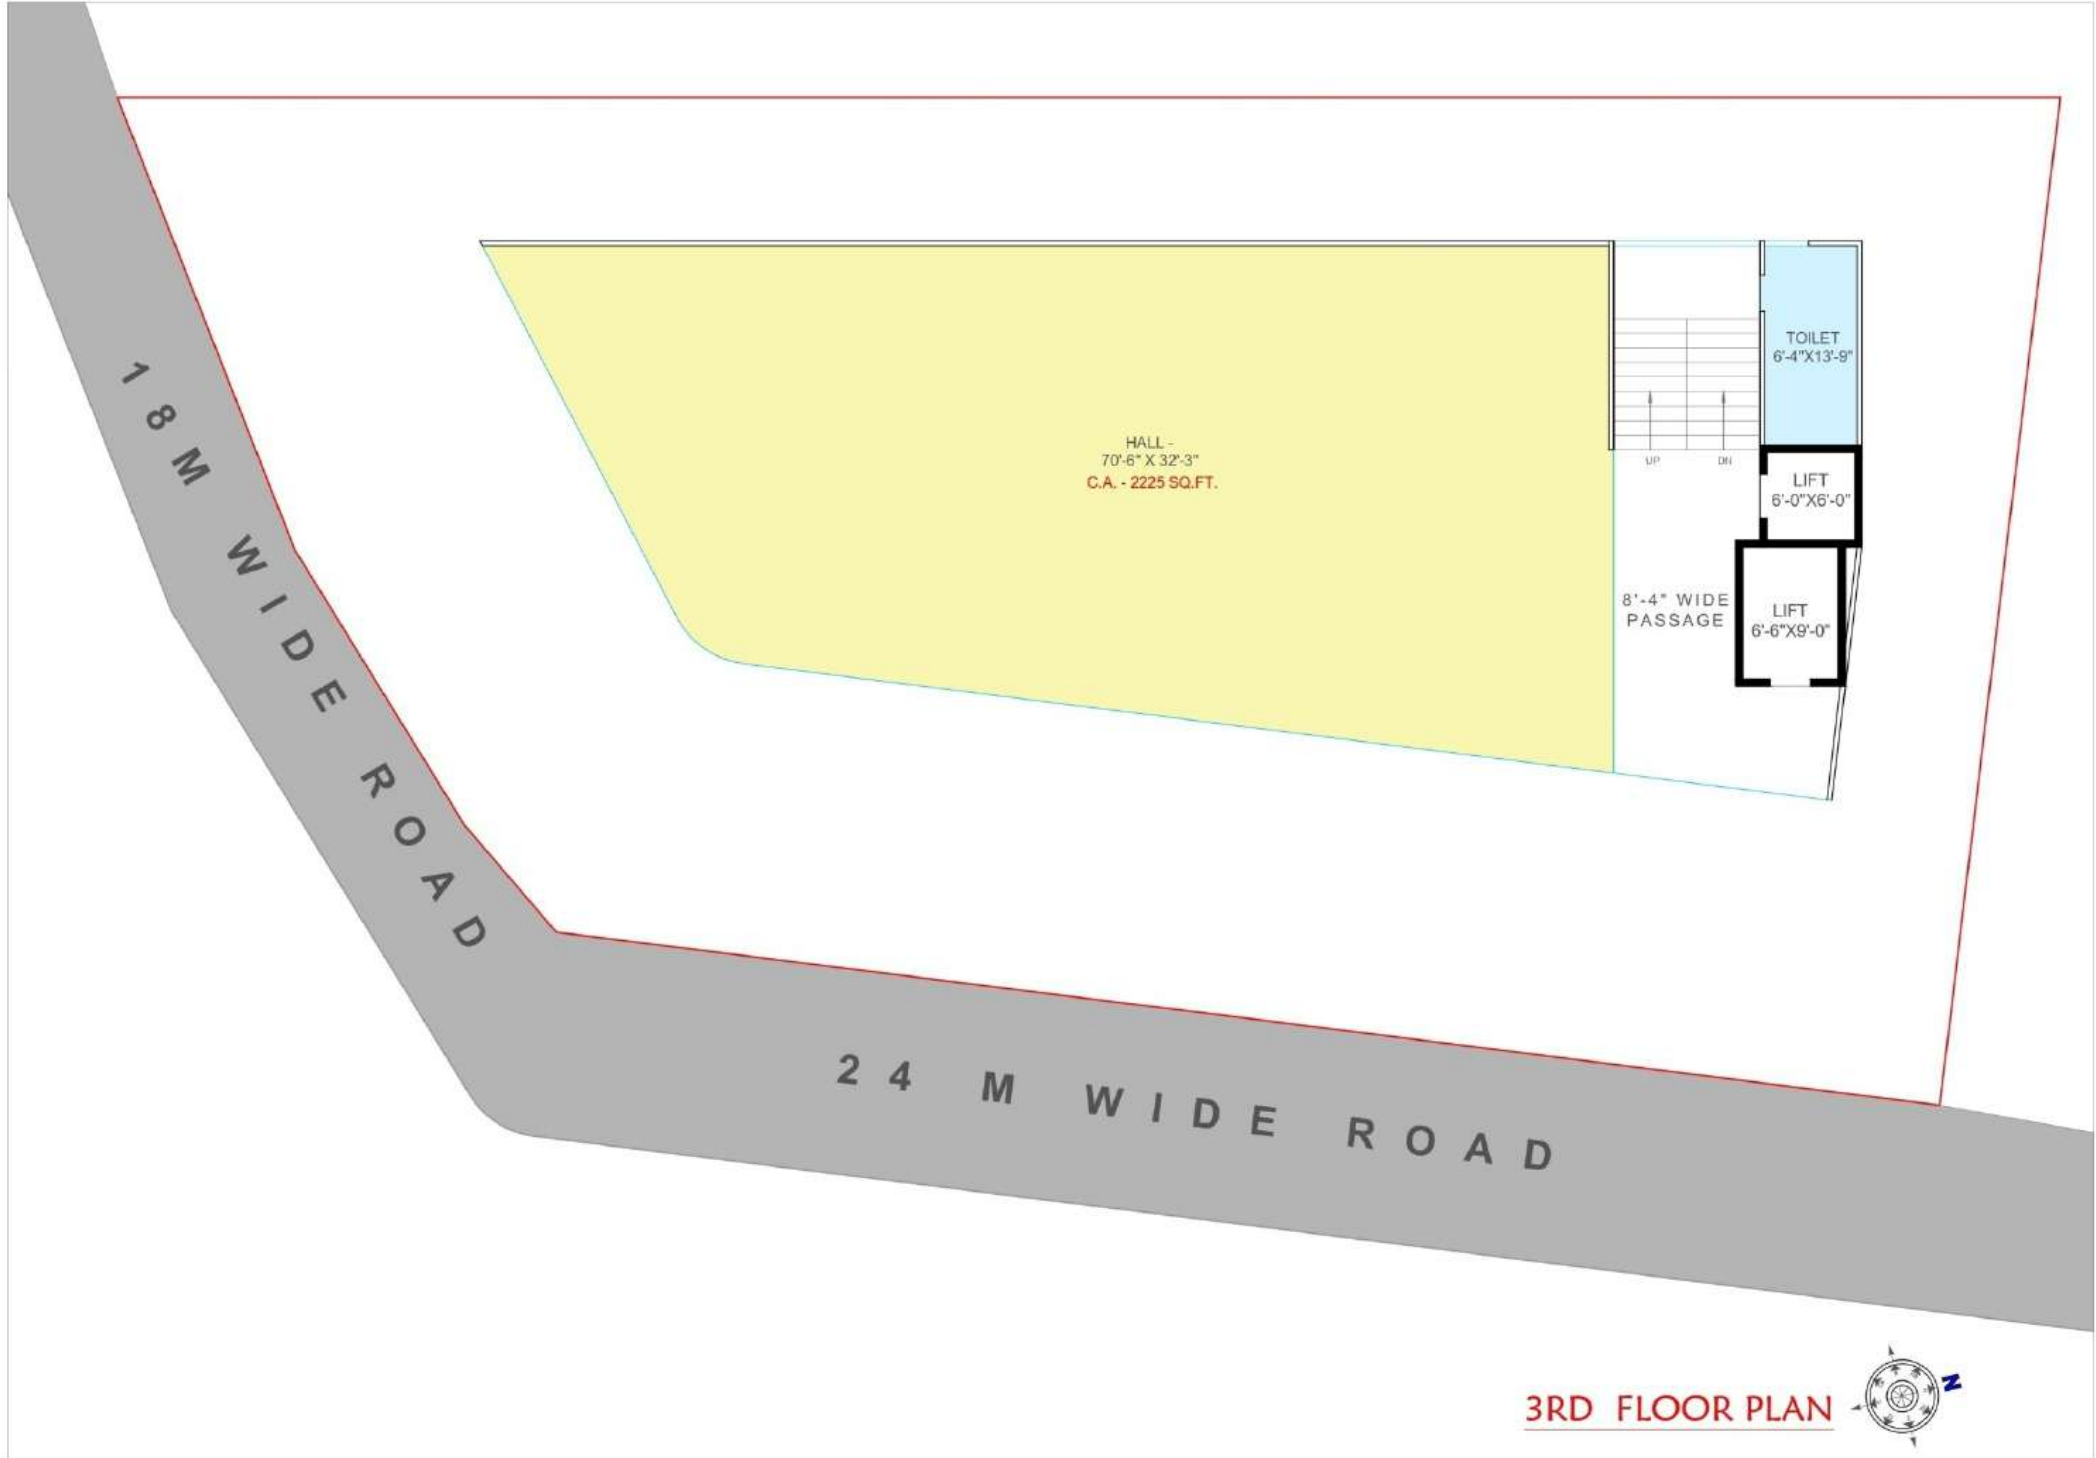 TOILET
6'-4"X13'-9"
HALL -
70'-6" X 32'-3"
C.A. - 2225 SQ.FT.
UP
DN
LIFT
6'-0"X6'-0"
8'-4" WIDE
PASSAGE
LIFT
6'-6"X9'-0"
18M WIDE ROAD
24 M WIDE ROAD
3RD FLOOR PLAN
N